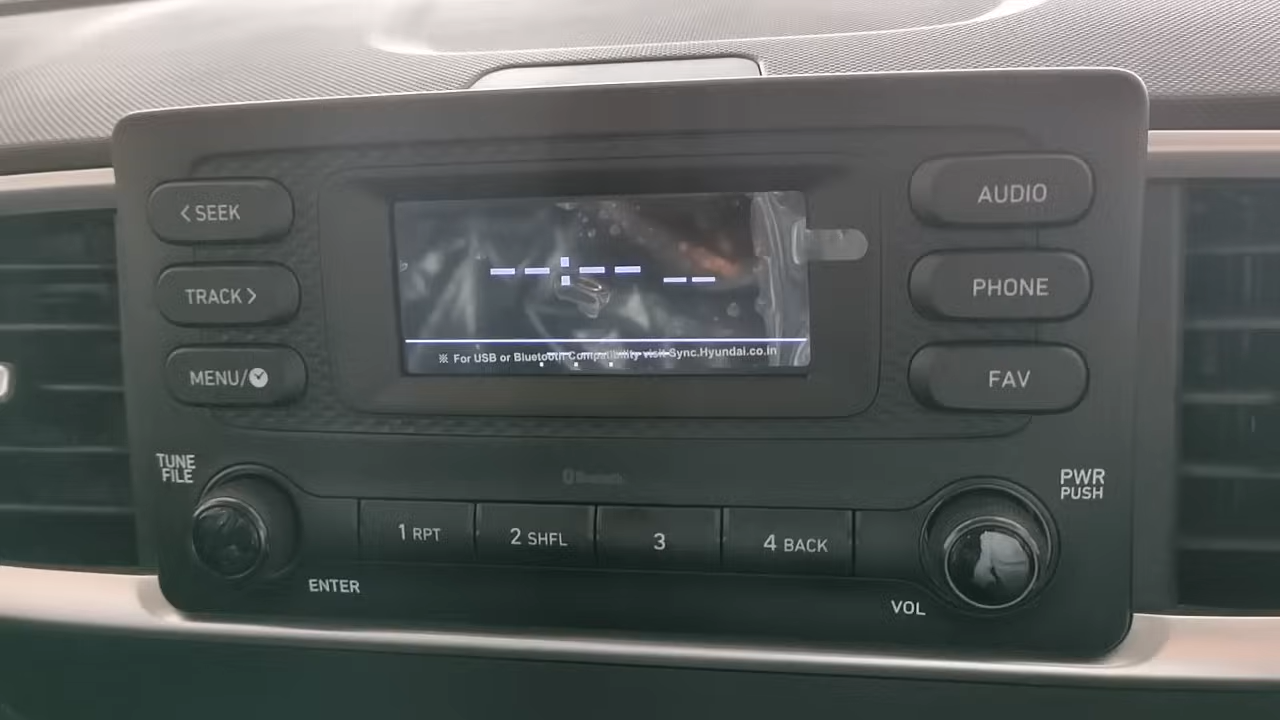 < SEEK
AUDIO
--:-- --
TRACK >
PHONE
※ For USB or Bluetooth Compatibility visit Sync.Hyundai.co.in
MENU/
FAV
TUNE
FILE
Bluetooth
PWR
PUSH
1 RPT
2 SHFL
3
4 BACK
ENTER
VOL